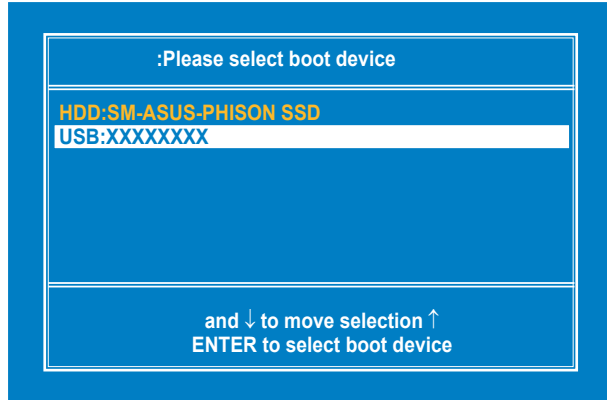 :Please select boot device
HDD:SM-ASUS-PHISON SSD
USB:XXXXXXXX
and ↓ to move selection ↑
ENTER to select boot device